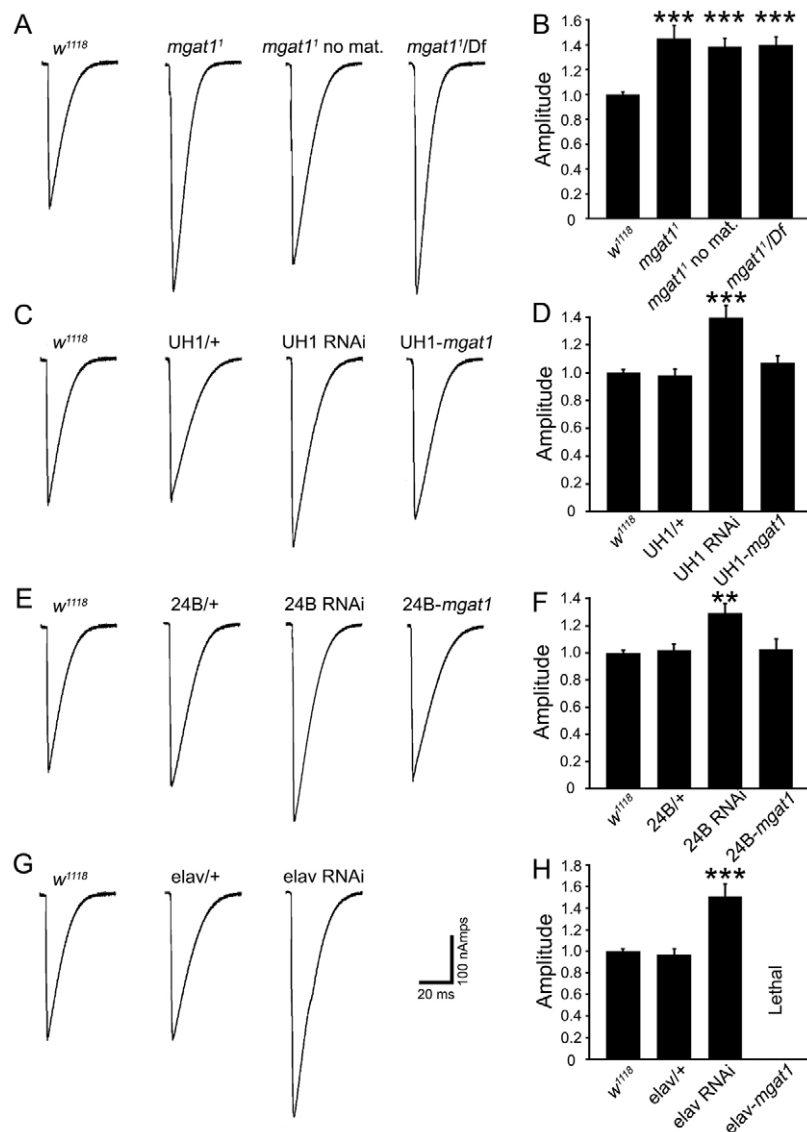 A
w1118
mgat11
mgat11 no mat.
mgat11/Df
B
Amplitude
1.6
1.4
1.2
1.0
0.8
0.6
0.4
0.2
0
***
***
***
w1118
mgat11
mgat11 no mat.
mgat11/Df
C
w1118
UH1/+
UH1 RNAi
UH1-mgat1
D
Amplitude
1.4
1.2
1.0
0.8
0.6
0.4
0.2
0
***
w1118
UH1/+
UH1 RNAi
UH1-mgat1
E
w1118
24B/+
24B RNAi
24B-mgat1
F
Amplitude
1.4
1.2
1.0
0.8
0.6
0.4
0.2
0
**
w1118
24B/+
24B RNAi
24B-mgat1
G
w1118
elav/+
elav RNAi
100 nAmps
20 ms
H
Amplitude
1.6
1.8
1.4
1.2
1.0
0.8
0.6
0.4
0.2
0
***
Lethal
w1118
elav/+
elav RNAi
elav-mgat1